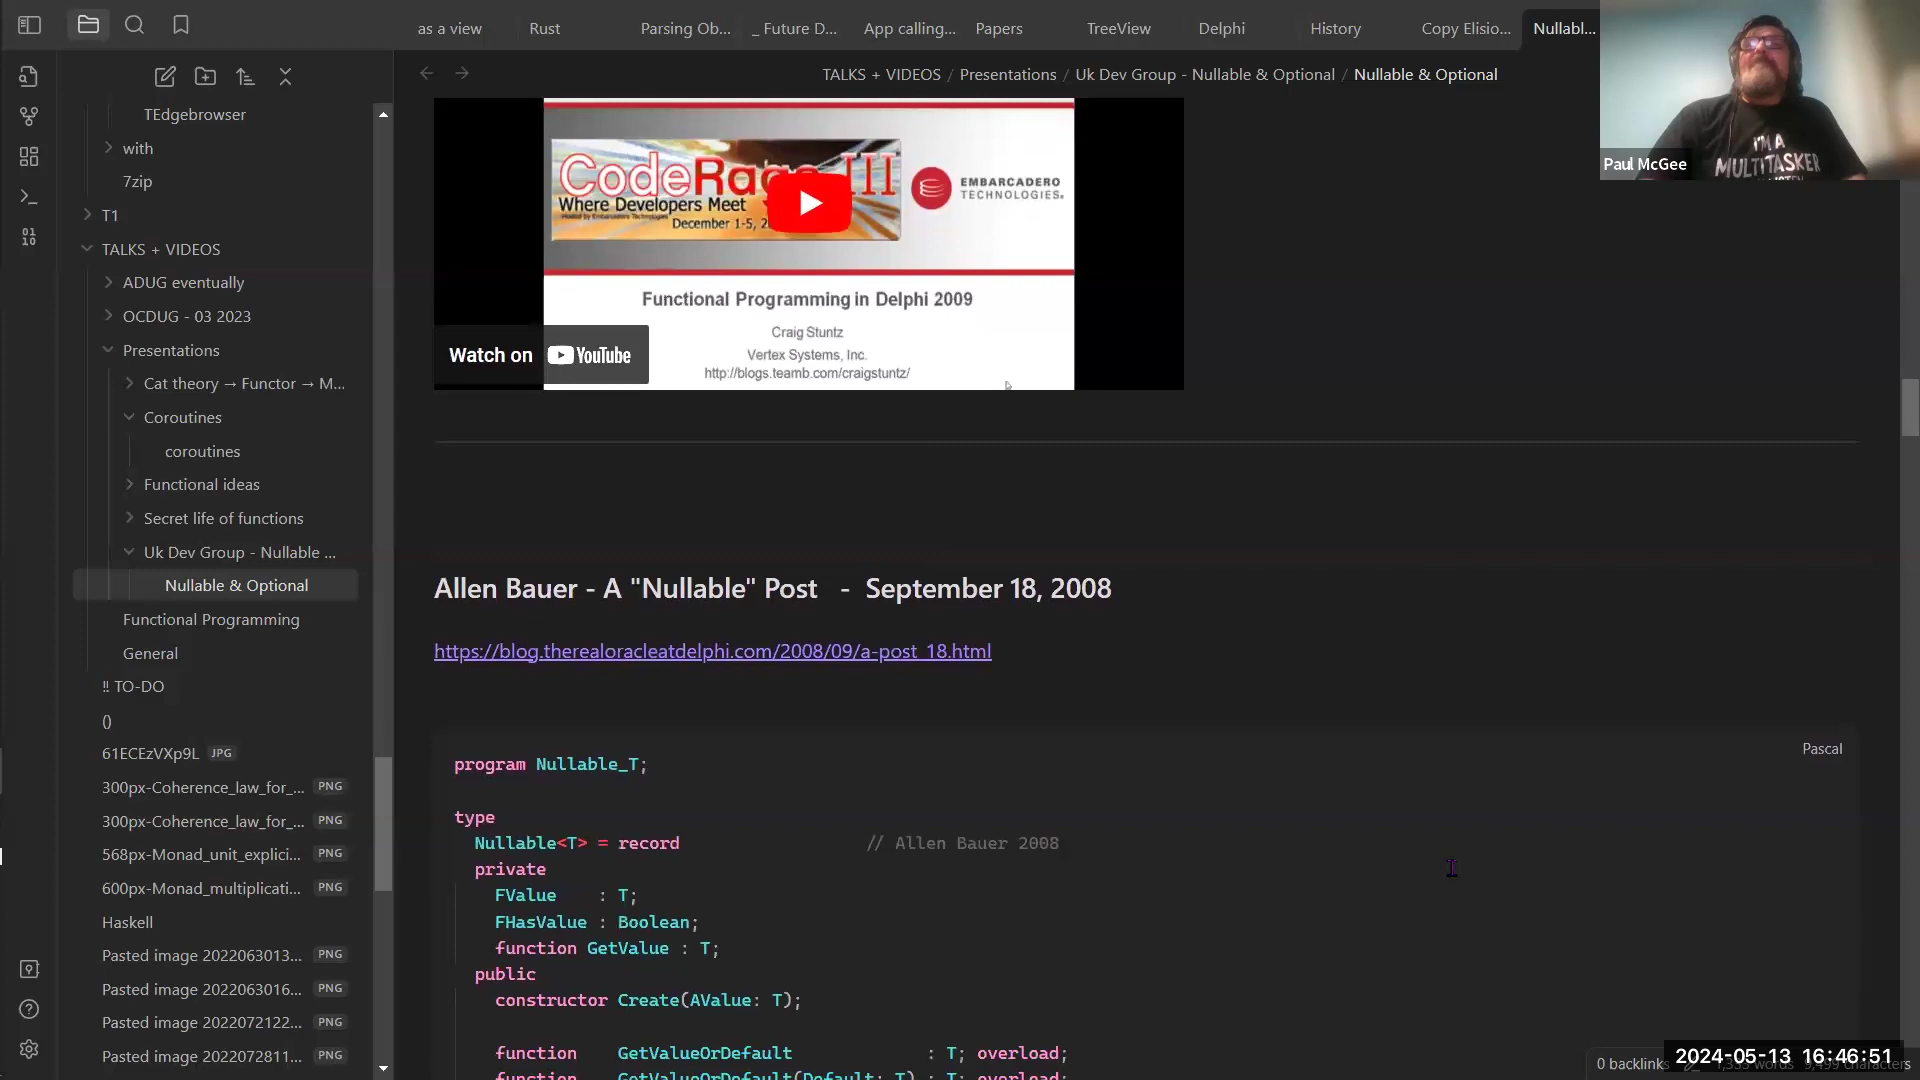 as a view
Rust
Parsing Ob...
_ Future D...
App calling...
Papers
TreeView
Delphi
History
Copy Elisio...
Nullabl...
TALKS + VIDEOS / Presentations / Uk Dev Group - Nullable & Optional / Nullable & Optional
Paul McGee
I'M A
MULTITASKER
TEdgebrowser
with
7zip
T1
TALKS + VIDEOS
ADUG eventually
OCDUG - 03 2023
Presentations
Cat theory → Functor → M...
Coroutines
coroutines
Functional ideas
Secret life of functions
Uk Dev Group - Nullable ...
Nullable & Optional
Functional Programming
General
!! TO-DO
()
61ECEzVXp9L JPG
300px-Coherence_law_for_... PNG
300px-Coherence_law_for_... PNG
568px-Monad_unit_explici... PNG
600px-Monad_multiplicati... PNG
Haskell
Pasted image 2022063013... PNG
Pasted image 2022063016... PNG
Pasted image 2022072122... PNG
Pasted image 2022072811... PNG
CodeRage III
Where Developers Meet
December 1-5,
EMBARCADERO
TECHNOLOGIES
Functional Programming in Delphi 2009
Craig Stuntz
Vertex Systems, Inc.
http://blogs.teamb.com/craigstuntz/
Watch on YouTube
Allen Bauer - A "Nullable" Post - September 18, 2008
https://blog.therealoracleatdelphi.com/2008/09/a-post_18.html
Pascal
program Nullable_T;
type
Nullable<T> = record // Allen Bauer 2008
private
FValue : T;
FHasValue : Boolean;
function GetValue : T;
public
constructor Create(AValue: T);
function GetValueOrDefault : T; overload;
function GetValueOrDefault(Default: T) : T; overload;
0 backlinks
2024-05-13 16:46:51